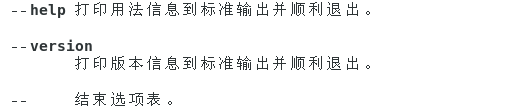 --help 打印用法信息到标准输出并顺利退出。
--version
打印版本信息到标准输出并顺利退出。
-- 结束选项表。